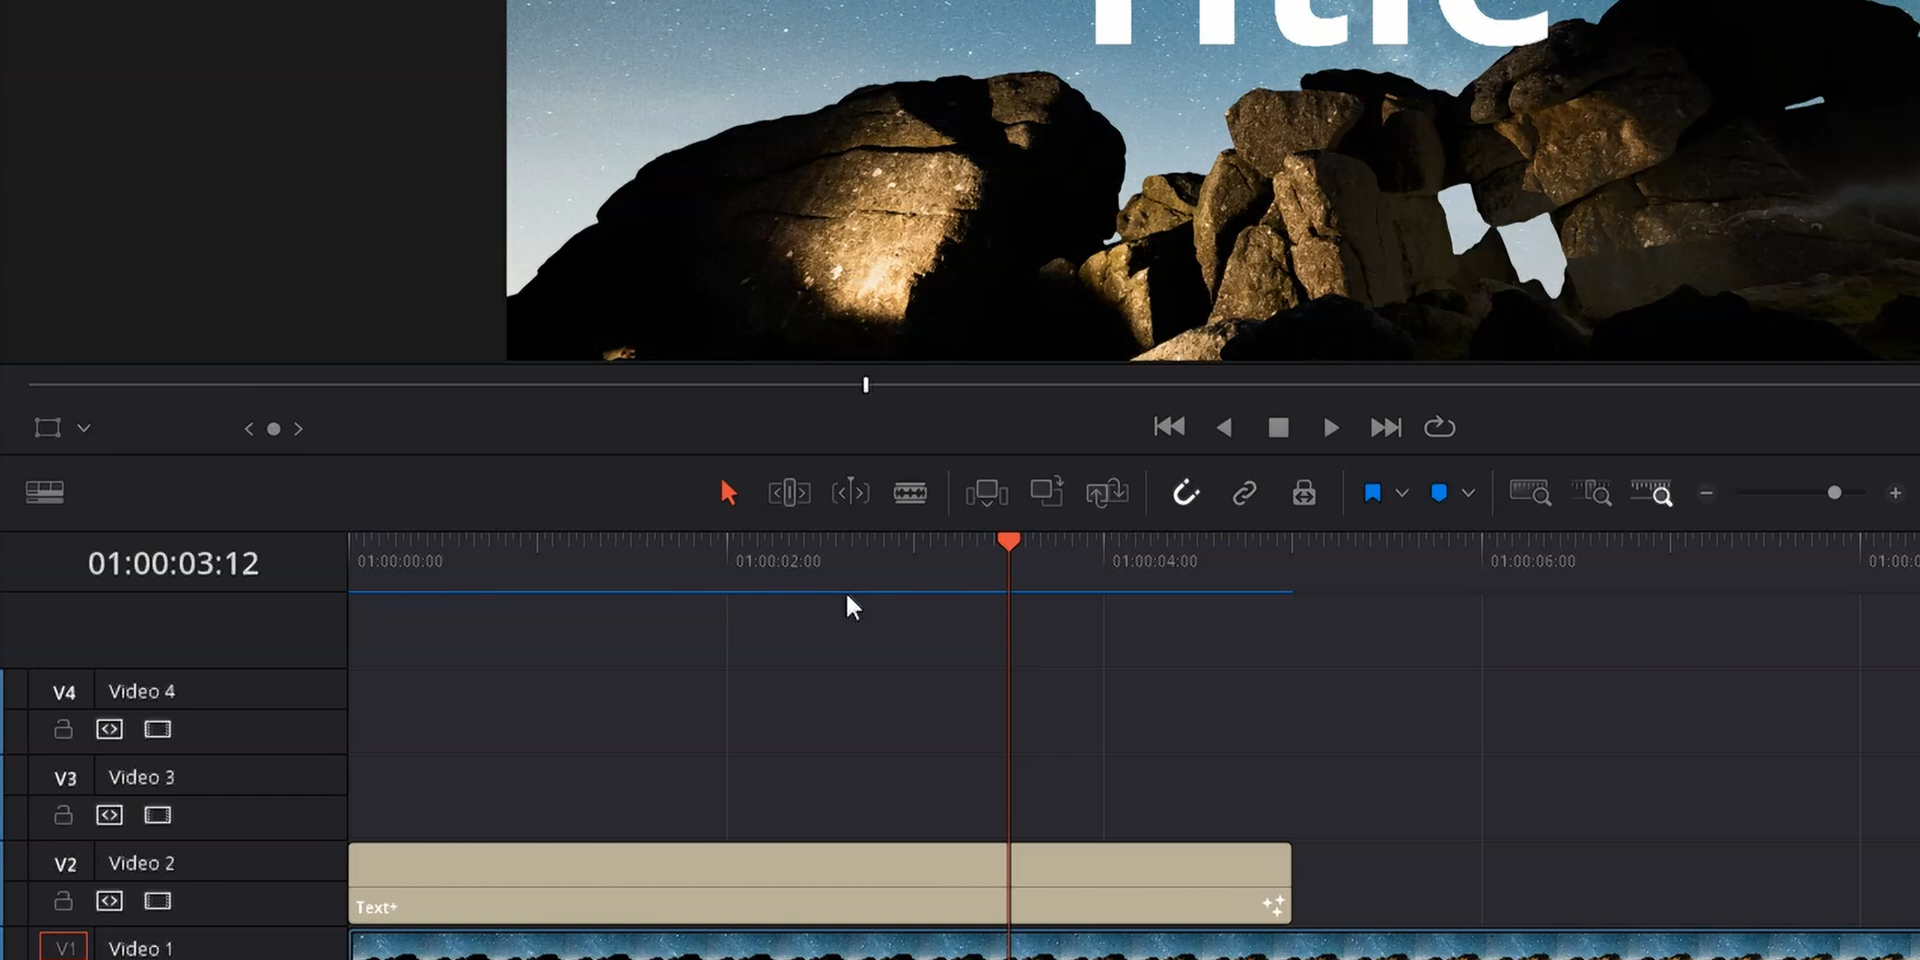 Title
01:00:03:12
01:00:00:00
01:00:02:00
01:00:04:00
01:00:06:00
V4 Video 4
V3 Video 3
V2 Video 2
Text+
V1 Video 1